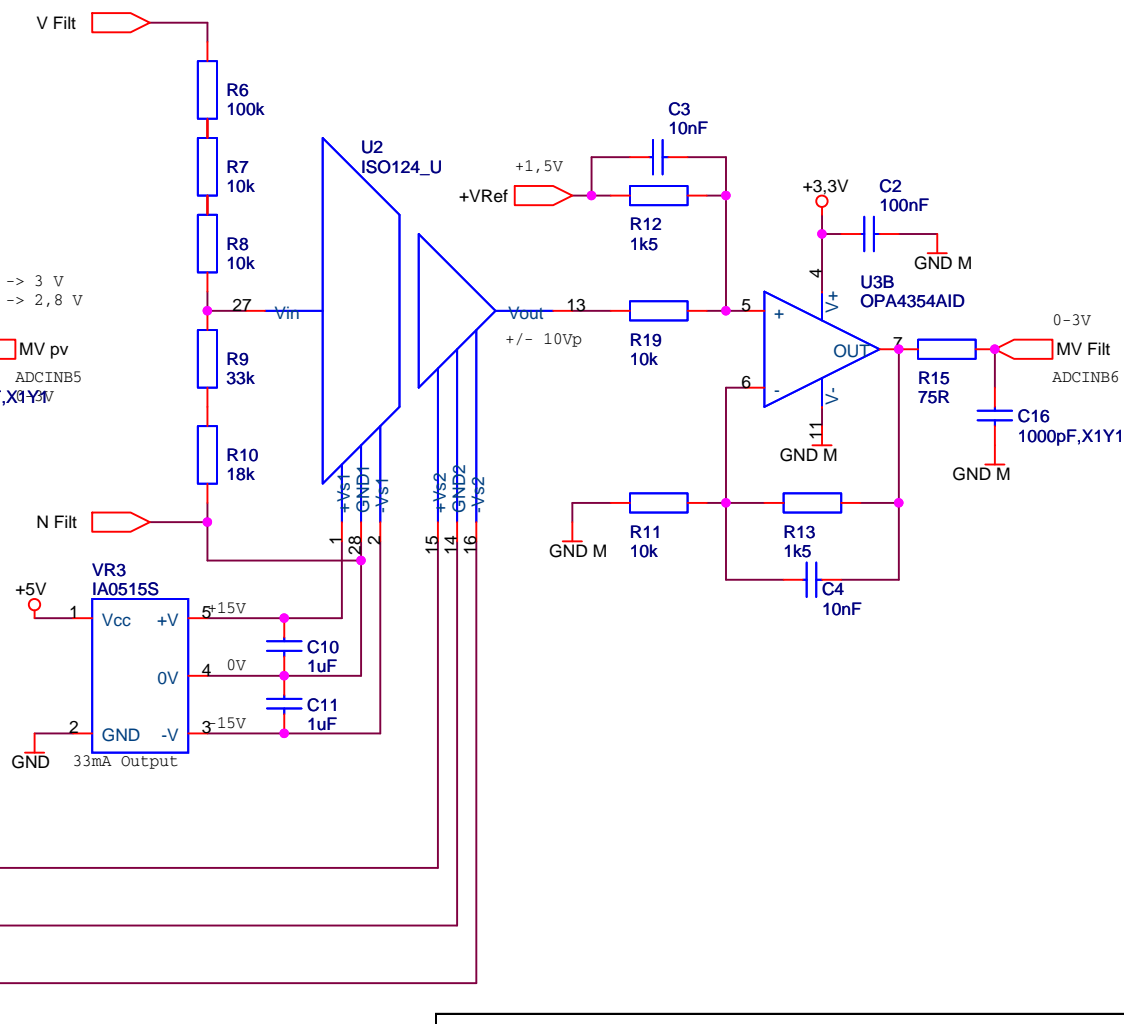 V Filt
R6
100k
R7
10k
R8
10k
-> 3 V
-> 2,8 V
MV pv
ADCINB5
0-3V
,X1Y1
R9
33k
R10
18k
N Filt
27
Vin
U2
ISO124_U
+Vs1
GND1
-Vs1
1
28
2
+Vs2
GND2
-Vs2
15
14
16
Vout
13
+/- 10Vp
+1,5V
+VRef
C3
10nF
R12
1k5
R19
10k
+3,3V
C2
100nF
GND M
4
U3B
OPA4354AID
V+
5
+
OUT
7
6
-
V-
11
GND M
R15
75R
0-3V
MV Filt
ADCINB6
C16
1000pF,X1Y1
GND M
R11
10k
GND M
R13
1k5
C4
10nF
VR3
IA0515S
+5V
1
Vcc
+V
5
+15V
0V
4
0V
2
GND
-V
3
-15V
GND
33mA Output
C10
1uF
C11
1uF